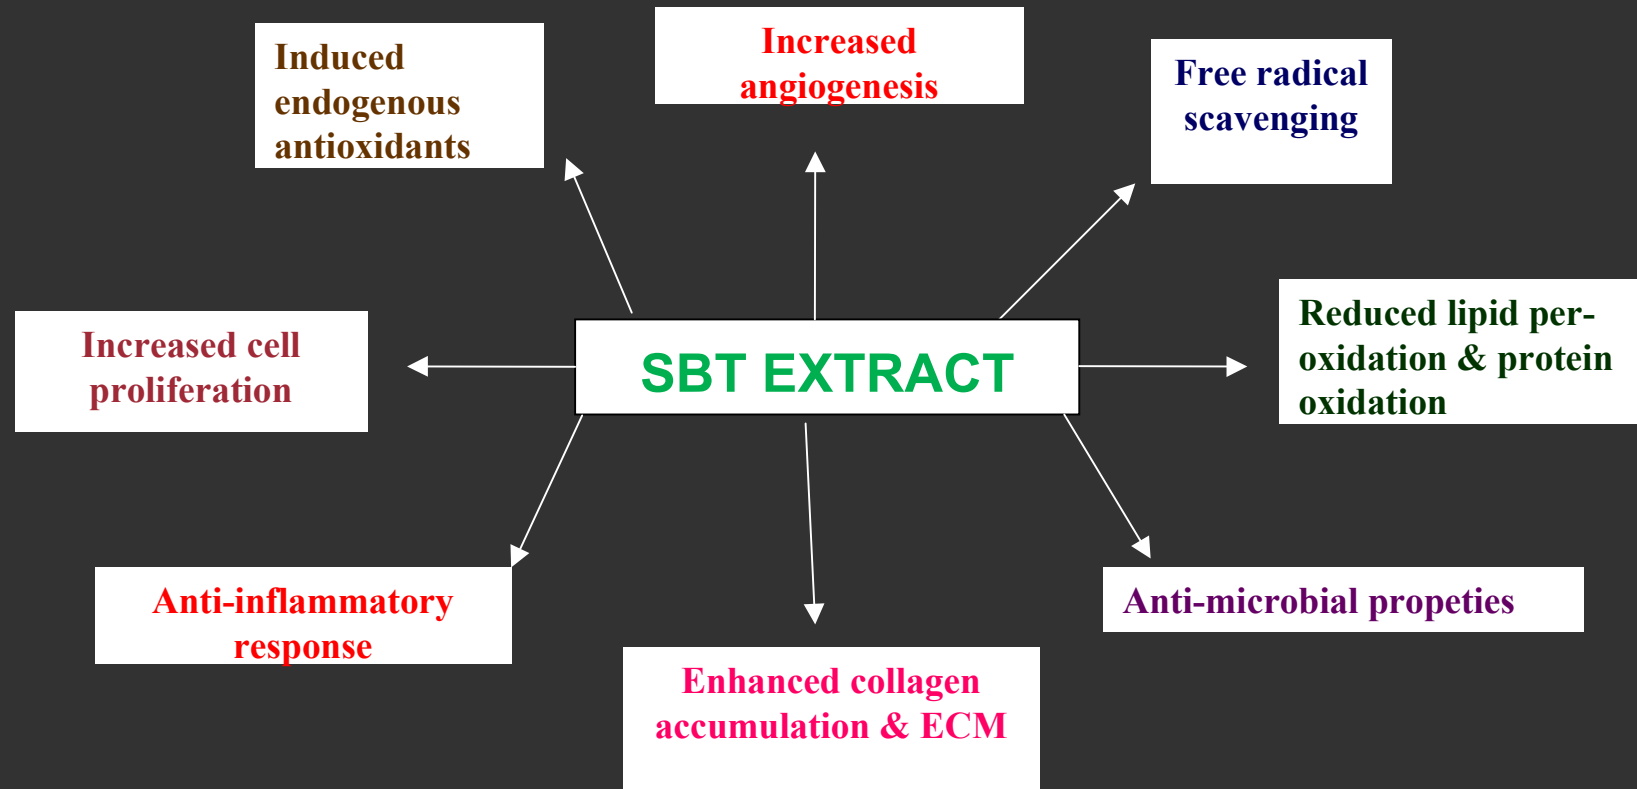 Induced
endogenous
antioxidants
Increased
angiogenesis
Free radical
scavenging
Increased cell
proliferation
SBT EXTRACT
Reduced lipid per-
oxidation & protein
oxidation
Anti-inflammatory
response
Enhanced collagen
accumulation & ECM
Anti-microbial propeties